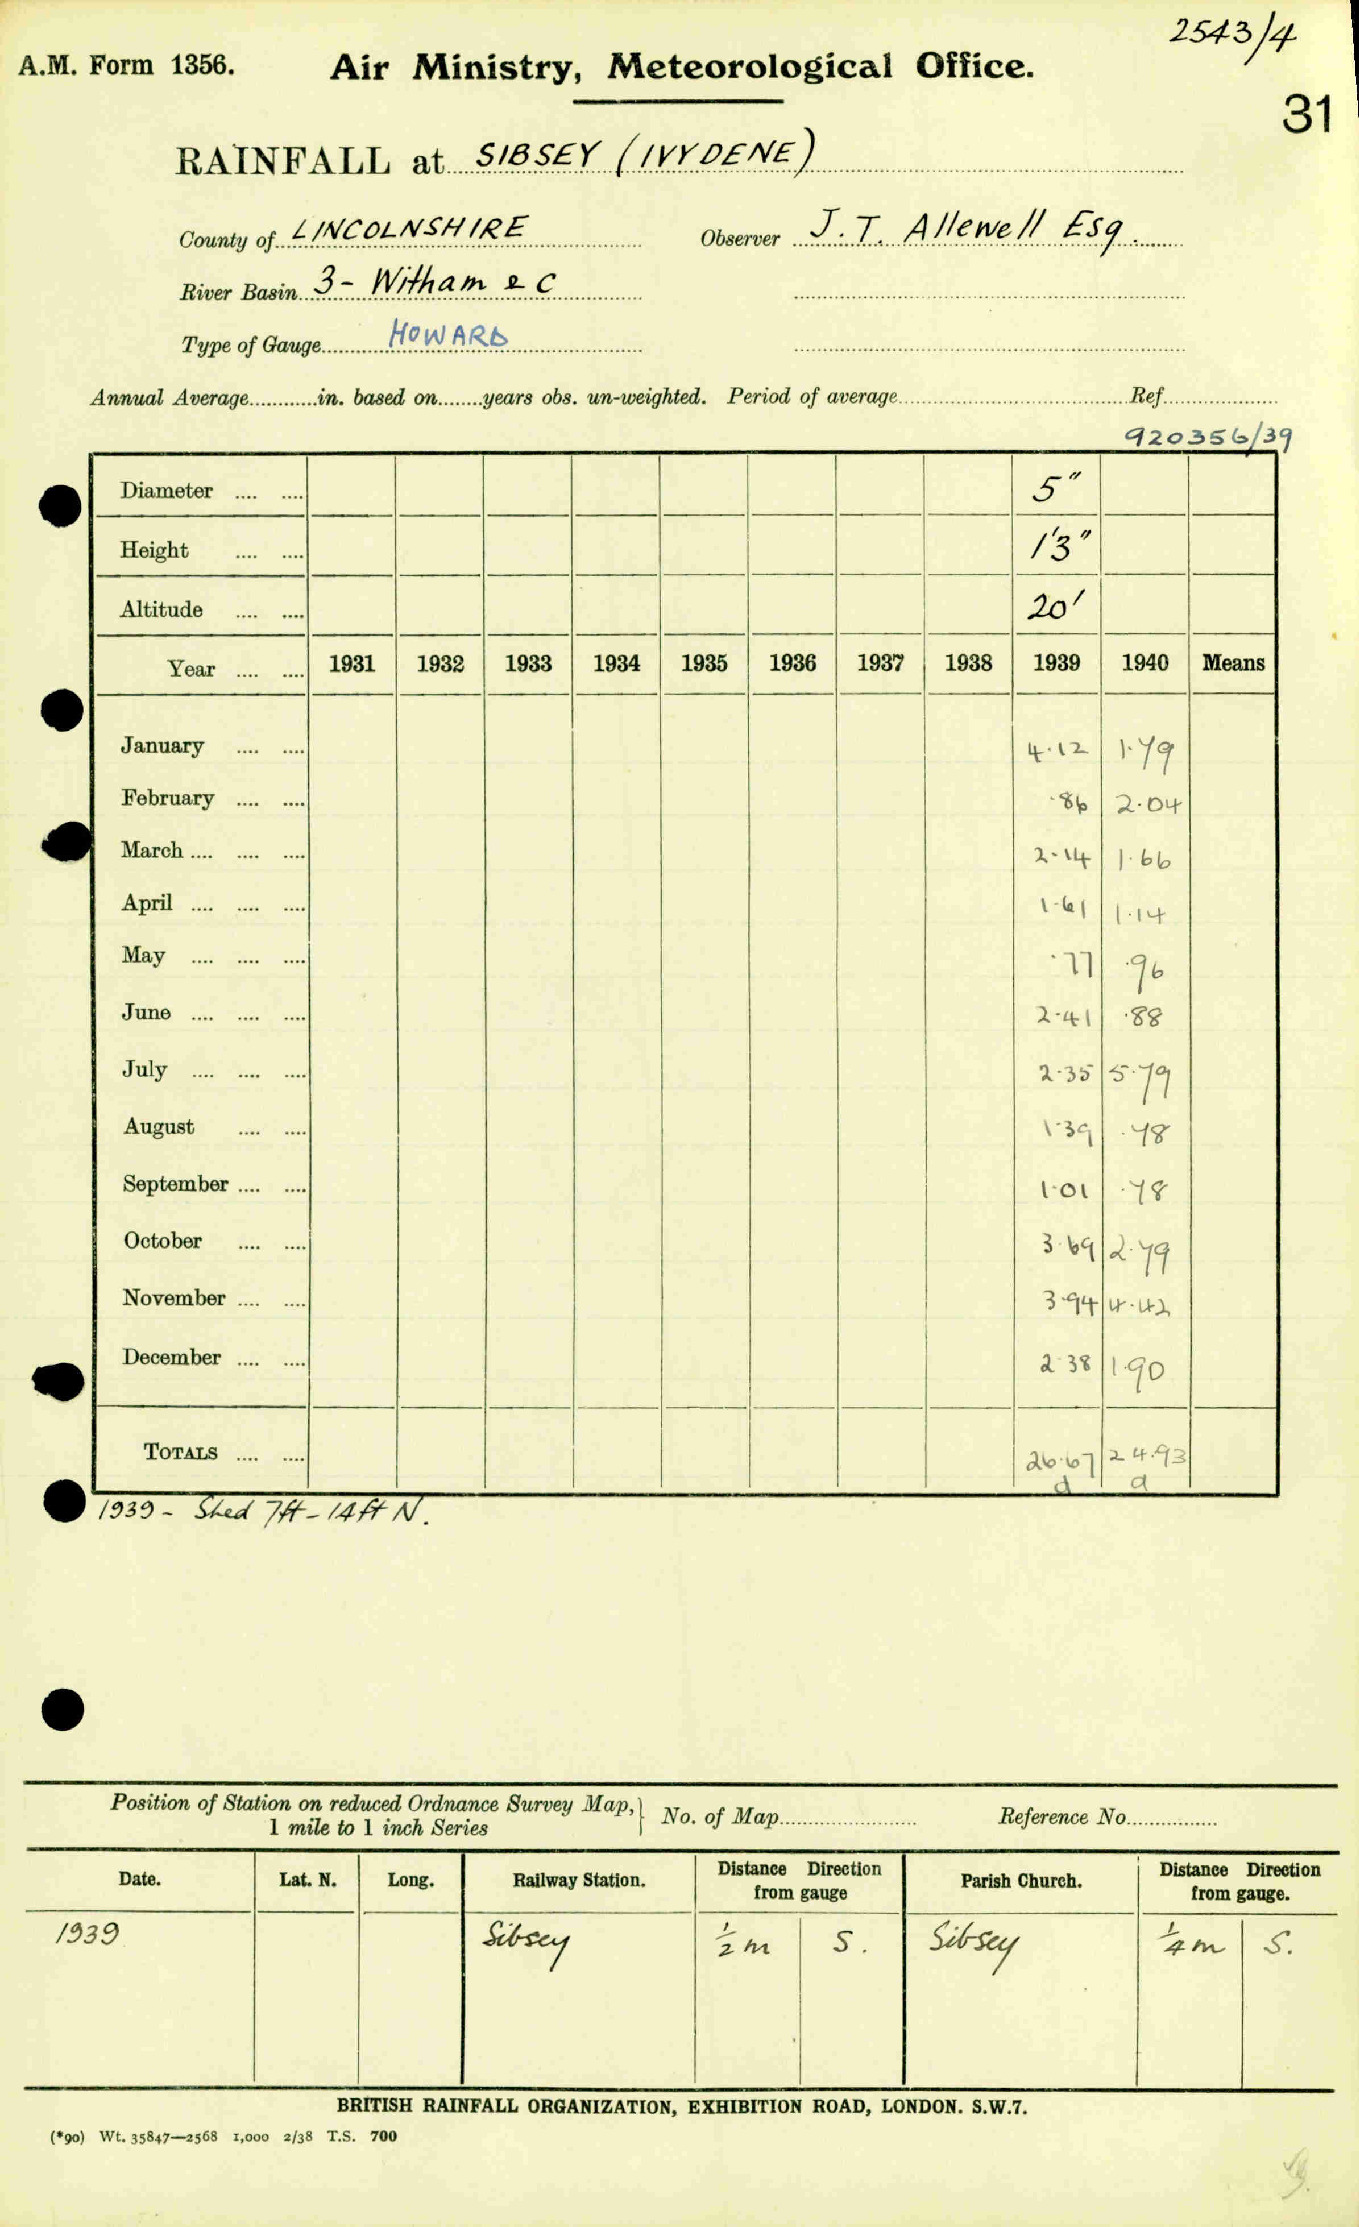 2543/4
A.M. Form 1356. Air Ministry, Meteorological Office.
31
RAINFALL at SIBSEY (IVYDENE)
County of LINCOLNSHIRE Observer J. T. Allewell Esq.
River Basin 3 - Witham & C
Type of Gauge HOWARD
Annual Average in. based on years obs. un-weighted. Period of average Ref.
920356/39
Diameter 5"
Height 1'3"
Altitude 20'
Year 1931 1932 1933 1934 1935 1936 1937 1938 1939 1940 Means
January 4.12 1.79
February .86 2.04
March 2.14 1.66
April 1.61 1.14
May .77 .96
June 2.41 .88
July 2.35 5.79
August 1.39 .78
September 1.01 .78
October 3.69 2.79
November 3.94 4.42
December 2.38 1.90
TOTALS 26.67 24.93
d d
1939 - Shed 7ft - 14ft N.
Position of Station on reduced Ordnance Survey Map, 1 mile to 1 inch Series } No. of Map Reference No.
Date. Lat. N. Long. Railway Station. Distance Direction from gauge Parish Church. Distance Direction from gauge.
1939 Sibsey 1/2 m S. Sibsey 1/4 m S.
BRITISH RAINFALL ORGANIZATION, EXHIBITION ROAD, LONDON. S.W.7.
(*90) Wt. 35847—2568 1,000 2/38 T.S. 700